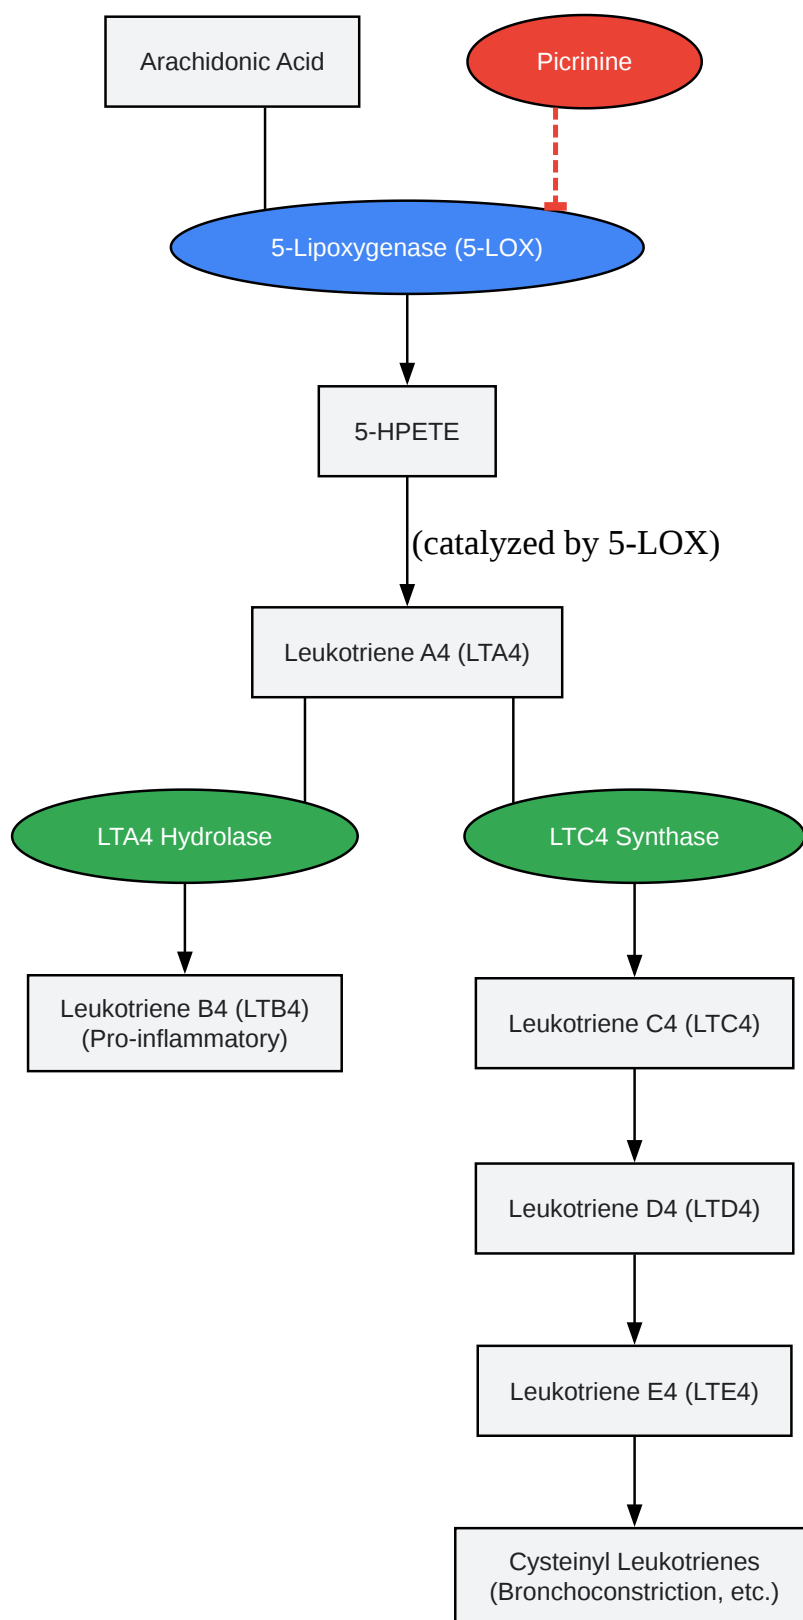 Arachidonic Acid
Picrinine
5-Lipoxygenase (5-LOX)
5-HPETE
(catalyzed by 5-LOX)
Leukotriene A4 (LTA4)
LTA4 Hydrolase
LTC4 Synthase
Leukotriene B4 (LTB4)
(Pro-inflammatory)
Leukotriene C4 (LTC4)
Leukotriene D4 (LTD4)
Leukotriene E4 (LTE4)
Cysteinyl Leukotrienes
(Bronchoconstriction, etc.)